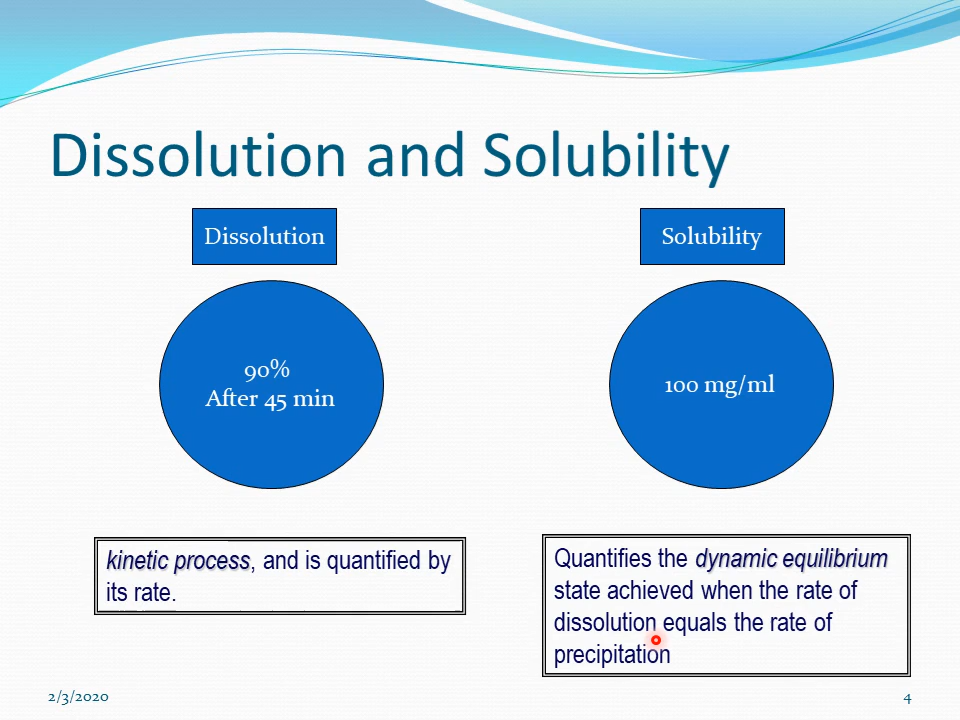 Dissolution and Solubility
Dissolution
Solubility
90%
After 45 min
100 mg/ml
kinetic process, and is quantified by
its rate.
Quantifies the dynamic equilibrium
state achieved when the rate of
dissolution equals the rate of
precipitation
2/3/2020
4